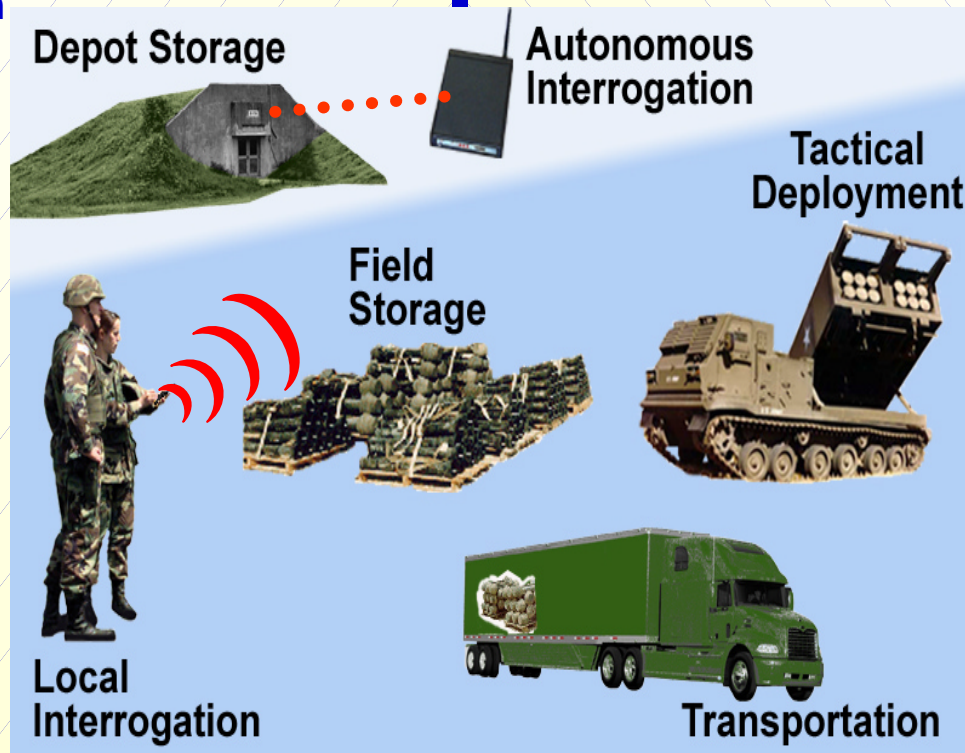 Depot Storage
Autonomous
Interrogation
Tactical
Deployment
Field
Storage
Local
Interrogation
Transportation